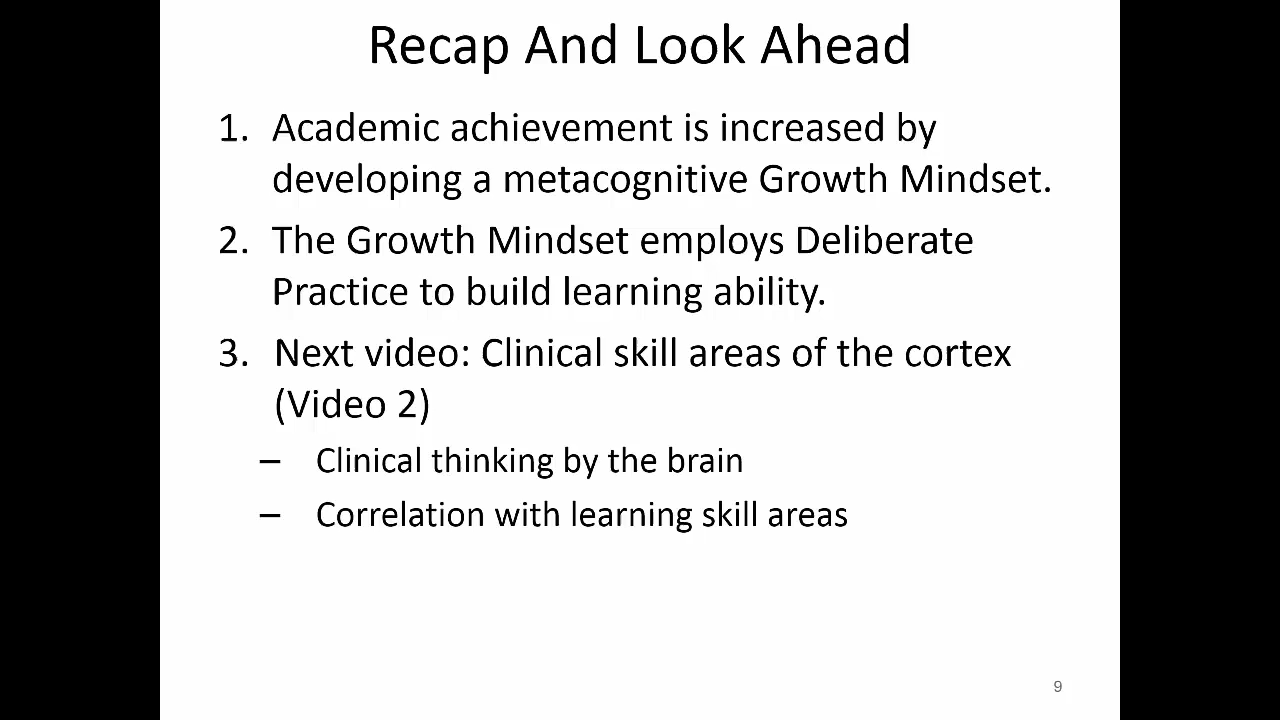 Recap And Look Ahead
1. Academic achievement is increased by
developing a metacognitive Growth Mindset.
2. The Growth Mindset employs Deliberate
Practice to build learning ability.
3. Next video: Clinical skill areas of the cortex
(Video 2)
– Clinical thinking by the brain
– Correlation with learning skill areas
9